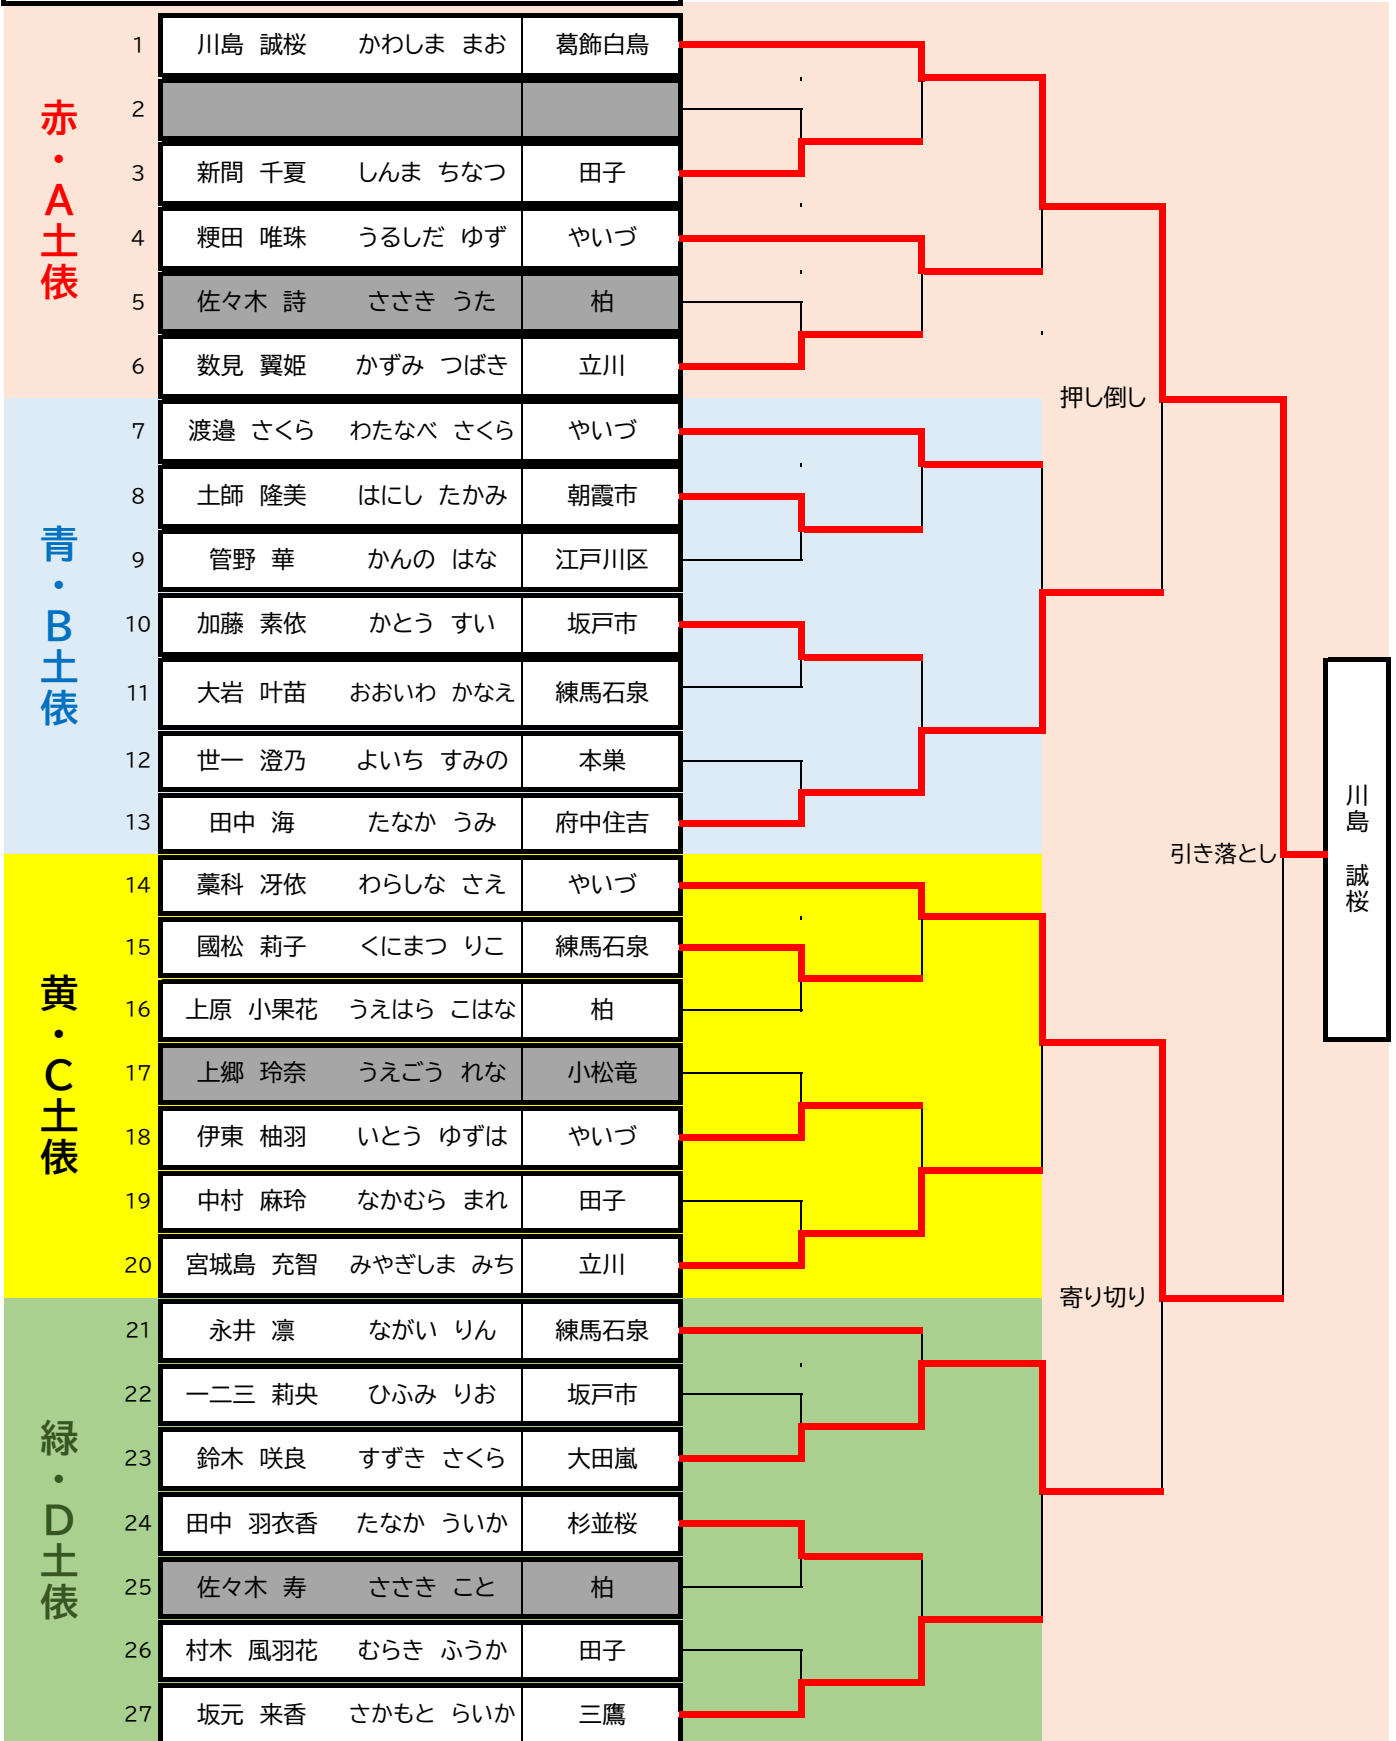 赤・A土俵
1 川島 誠桜 かわしま まお 葛飾白鳥
2
3 新間 千夏 しんま ちなつ 田子
4 粳田 唯珠 うるしだ ゆず やいづ
5 佐々木 詩 ささき うた 柏
6 数見 翼姫 かずみ つばき 立川
押し倒し
青・B土俵
7 渡邉 さくら わたなべ さくら やいづ
8 土師 隆美 はにし たかみ 朝霞市
9 管野 華 かんの はな 江戸川区
10 加藤 素依 かとう すい 坂戸市
11 大岩 叶苗 おおいわ かなえ 練馬石泉
12 世一 澄乃 よいち すみの 本巣
13 田中 海 たなか うみ 府中住吉
引き落とし
川島 誠桜
黄・C土俵
14 藁科 冴依 わらしな さえ やいづ
15 國松 莉子 くにまつ りこ 練馬石泉
16 上原 小果花 うえはら こはな 柏
17 上郷 玲奈 うえごう れな 小松竜
18 伊東 柚羽 いとう ゆずは やいづ
19 中村 麻玲 なかむら まれ 田子
20 宮城島 充智 みやぎしま みち 立川
寄り切り
緑・D土俵
21 永井 凛 ながい りん 練馬石泉
22 一二三 莉央 ひふみ りお 坂戸市
23 鈴木 咲良 すずき さくら 大田嵐
24 田中 羽衣香 たなか ういか 杉並桜
25 佐々木 寿 ささき こと 柏
26 村木 風羽花 むらき ふうか 田子
27 坂元 来香 さかもと らいか 三鷹